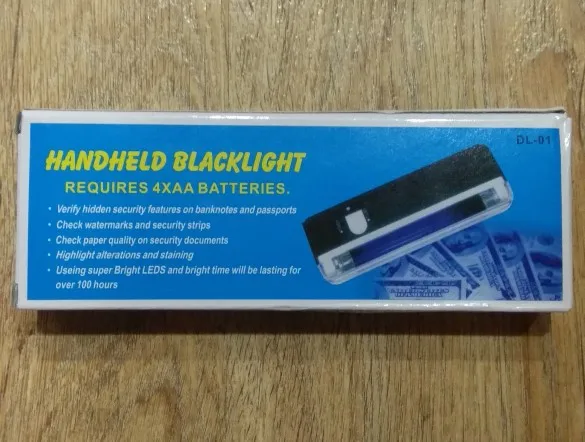 DL-01
HANDHELD BLACKLIGHT
REQUIRES 4XAA BATTERIES.
• Verify hidden security features on banknotes and passports
• Check watermarks and security strips
• Check paper quality on security documents
• Highlight alterations and staining
• Useing super Bright LEDS and bright time will be lasting for
over 100 hours